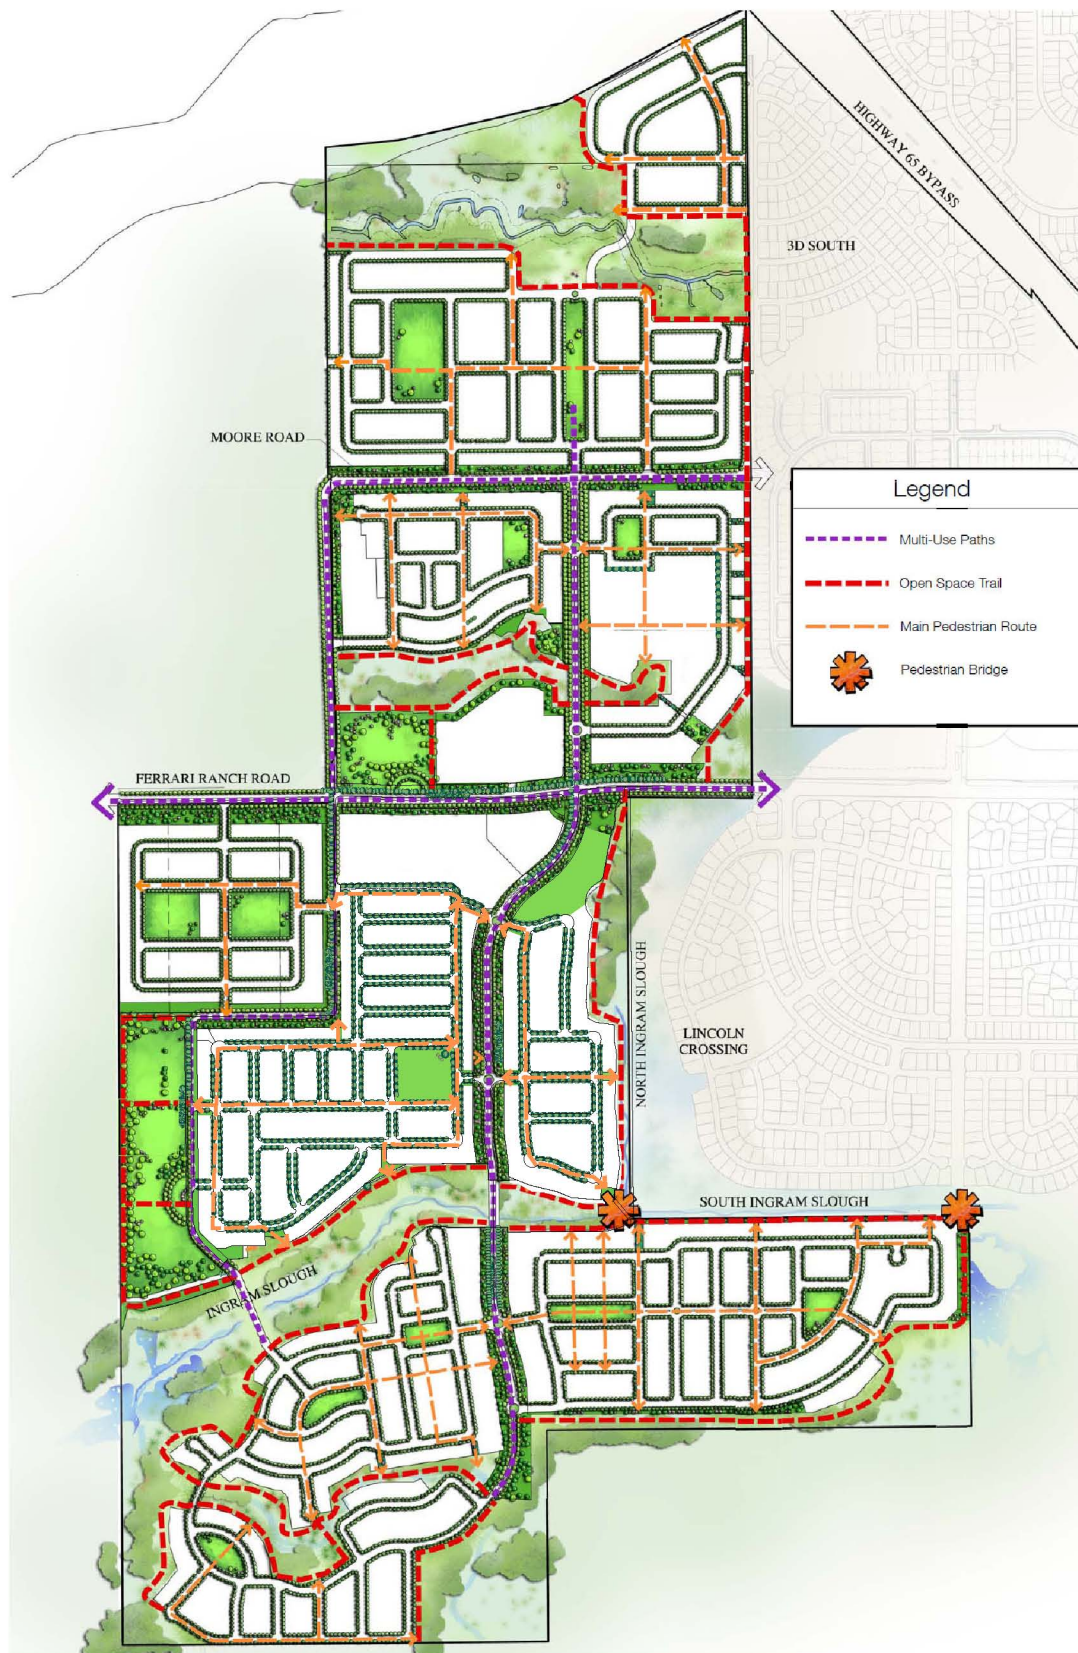 HIGHWAY 65 BYPASS
3D SOUTH
MOORE ROAD
Legend
Multi-Use Paths
Open Space Trail
Main Pedestrian Route
Pedestrian Bridge
FERRARI RANCH ROAD
NORTH INGRAM SLOUGH
LINCOLN
CROSSING
SOUTH INGRAM SLOUGH
INGRAM SLOUGH